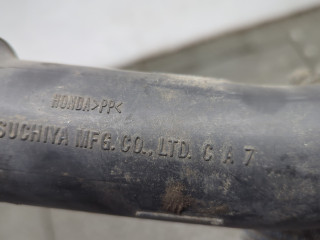 HONDA>PP<
SUCHIYA MFG. CO., LTD. C A 7